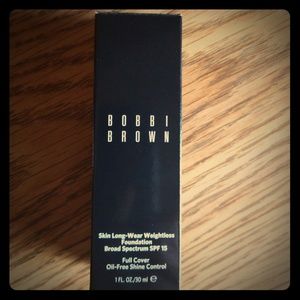 BOBBI
BROWN
Skin Long-Wear Weightless
Foundation
Broad Spectrum SPF 15
Full Cover
Oil-Free Shine Control
1 FL. OZ./30 ml ℮